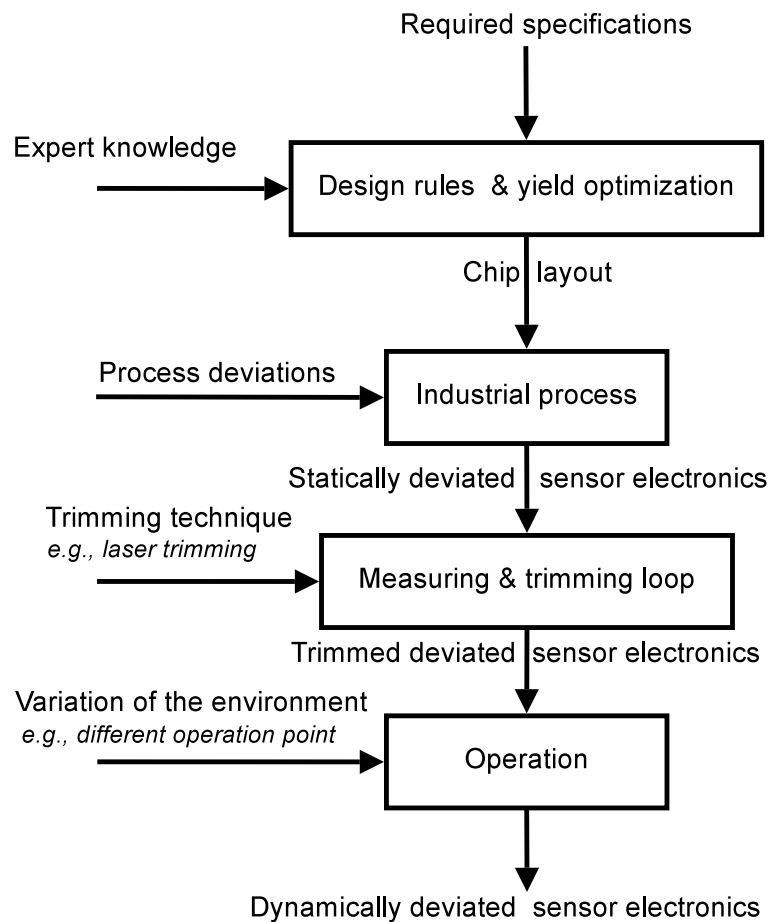 Required specifications
Expert knowledge
Design rules & yield optimization
Chip layout
Process deviations
Industrial process
Statically deviated sensor electronics
Trimming technique
e.g., laser trimming
Measuring & trimming loop
Trimmed deviated sensor electronics
Variation of the environment
e.g., different operation point
Operation
Dynamically deviated sensor electronics